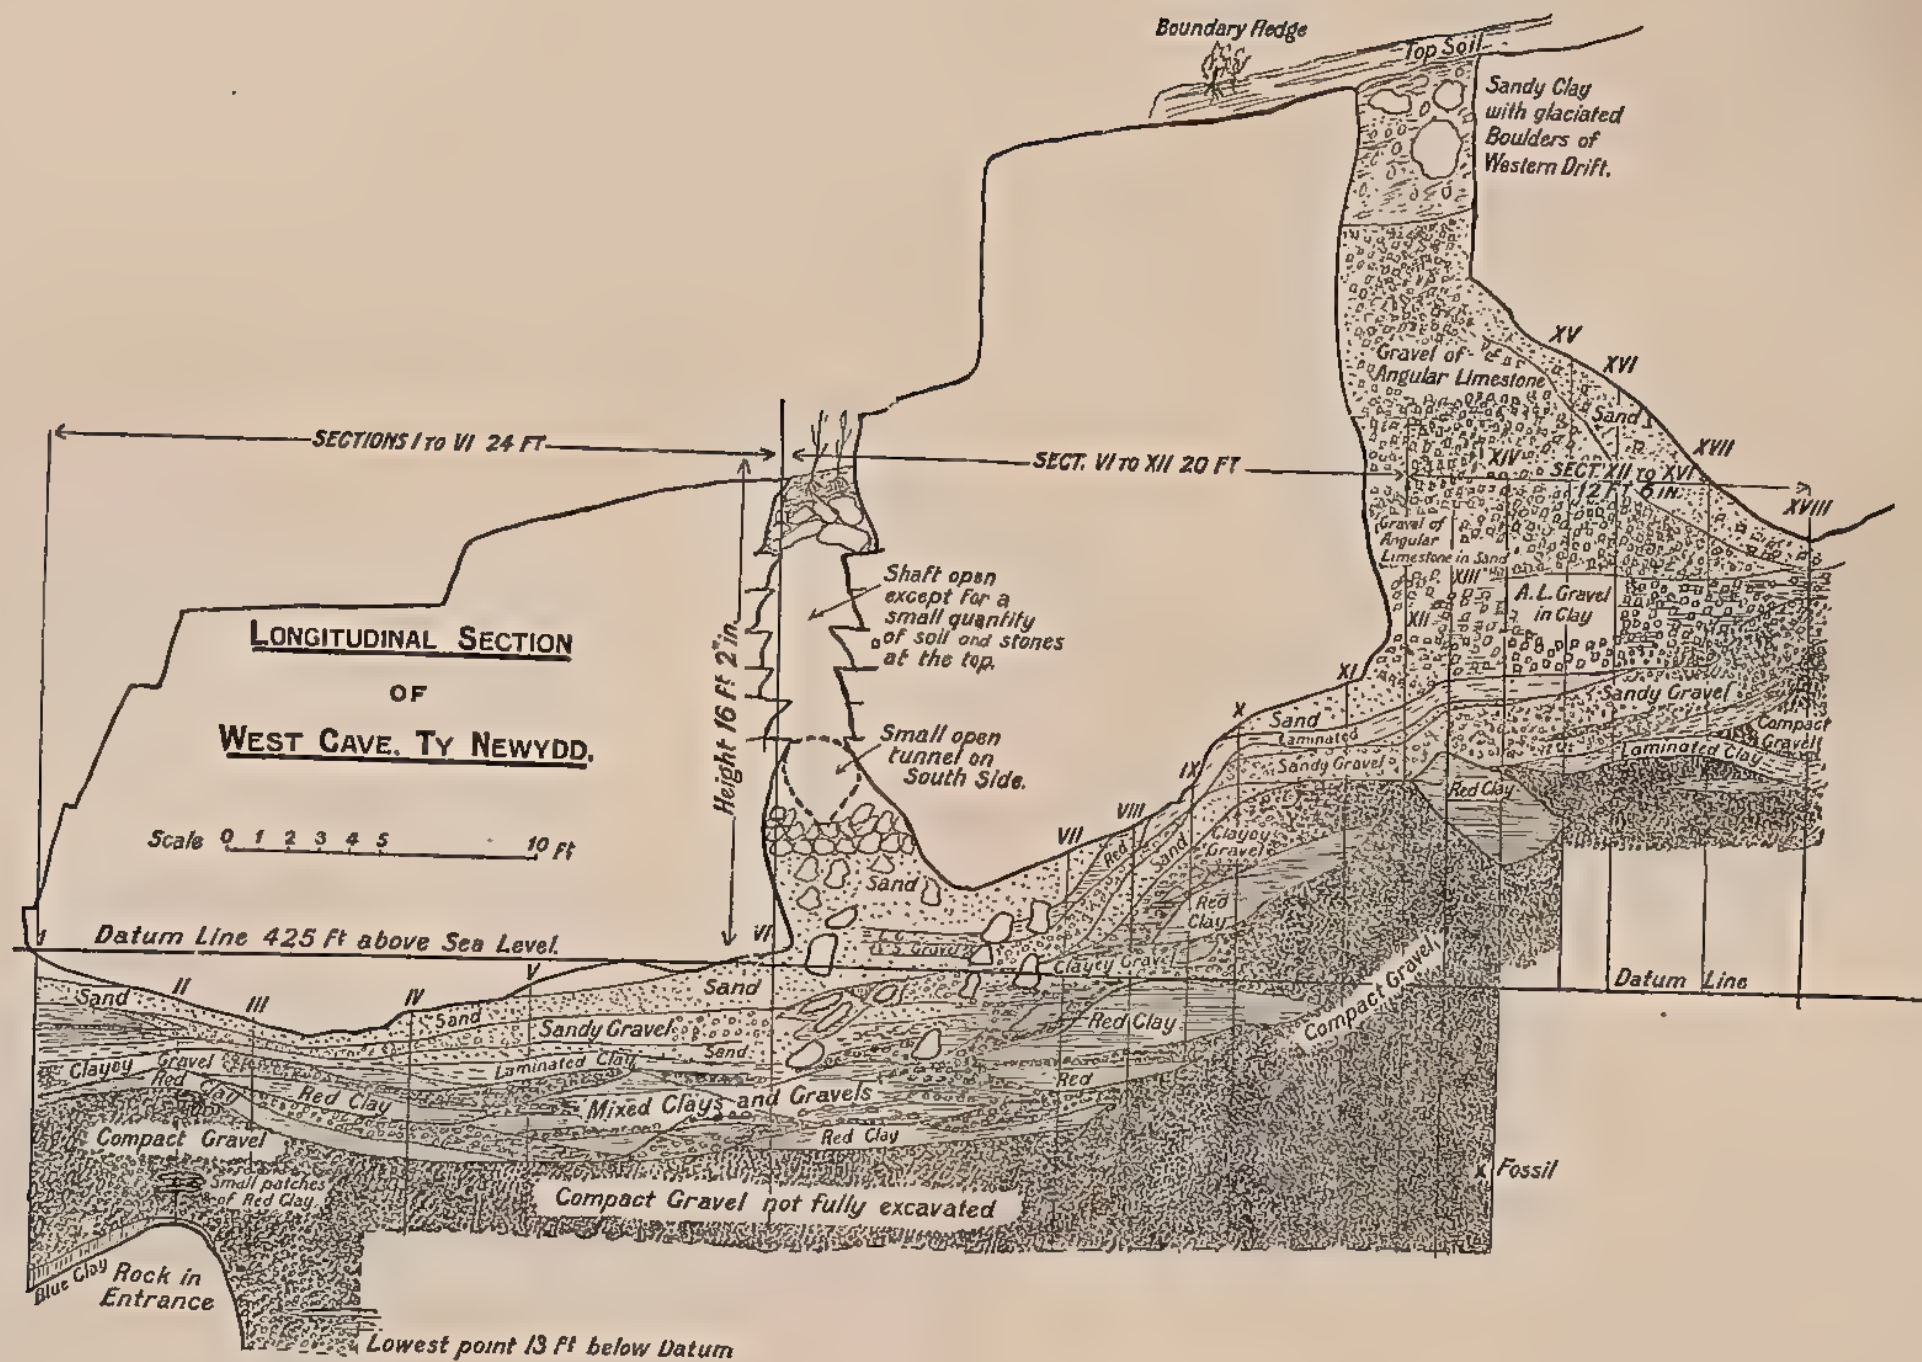 Boundary Hedge
Top Soil
Sandy Clay
with glaciated
Boulders of
Western Drift.
XV
XVI
Gravel of
Angular Limestone
Sand
XVII
SECTIONS I TO VI 24 FT
SECT. VI TO XII 20 FT
XIV
SECT XII TO XVI
12 FT 6 IN
XVIII
Gravel of
Angular
Limestone in Sand
XIII
A.L. Gravel
in Clay
XII
Shaft open
except for a
small quantity
of soil and stones
at the top.
LONGITUDINAL SECTION
OF
WEST CAVE. TY NEWYDD.
Height 16 Ft 2" in.
XI
X
Sand
Laminated
Sandy Gravel
Sandy Gravel
Compact
Gravel
Laminated Clay
Red Clay
Small open
tunnel on
South Side.
IX
VIII
VII
Red
Sand
Clayey
Gravel
Scale 0 1 2 3 4 5 10 Ft
Sand
Red
Clay
I
Datum Line 425 Ft above Sea Level.
VI
L.C.
S. Gravel
Clayey Gravel
Compact Gravel.
Datum Line
Sand
II
III
IV
V
Sand
Sand
Sandy Gravel
Sand
Red Clay
Clayey Gravel
Red
Clay
Laminated Clay
Red
Red Clay
Mixed Clays and Gravels
Red Clay
Compact Gravel
Small patches
of Red Clay
Compact Gravel not fully excavated
x Fossil
Blue Clay
Rock in
Entrance
Lowest point 13 Ft below Datum